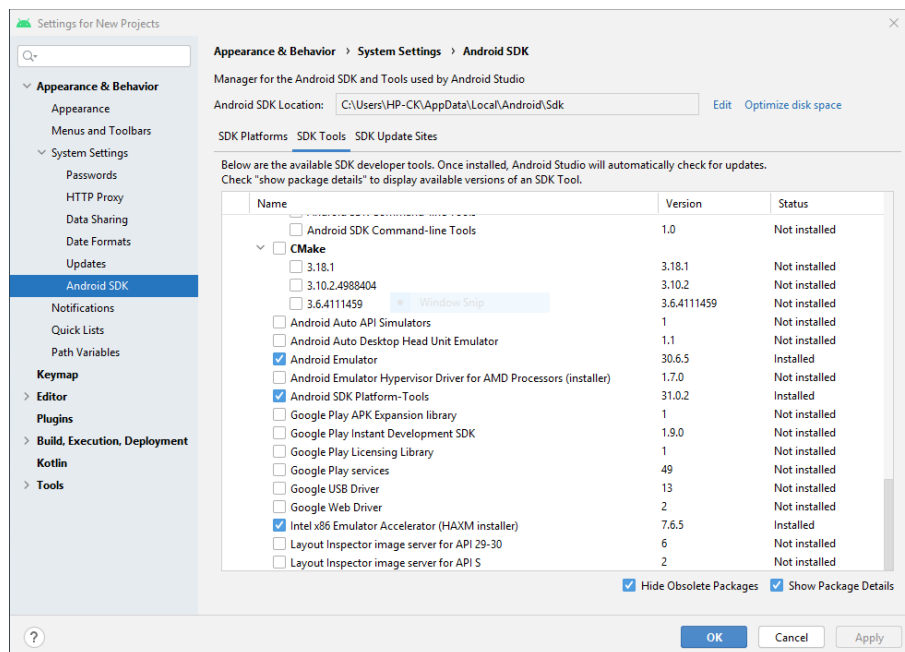 Settings for New Projects
Appearance & Behavior
Appearance
Menus and Toolbars
System Settings
Passwords
HTTP Proxy
Data Sharing
Date Formats
Updates
Android SDK
Notifications
Quick Lists
Path Variables
Keymap
Editor
Plugins
Build, Execution, Deployment
Kotlin
Tools
Appearance & Behavior › System Settings › Android SDK
Manager for the Android SDK and Tools used by Android Studio
Android SDK Location: C:\Users\HP-CK\AppData\Local\Android\Sdk Edit Optimize disk space
SDK Platforms SDK Tools SDK Update Sites
Below are the available SDK developer tools. Once installed, Android Studio will automatically check for updates.
Check "show package details" to display available versions of an SDK Tool.
Name Version Status
Android SDK Command-line Tools 1.0 Not installed
CMake
3.18.1 3.18.1 Not installed
3.10.2.4988404 3.10.2 Not installed
3.6.4111459 Window Snip 3.6.4111459 Not installed
Android Auto API Simulators 1 Not installed
Android Auto Desktop Head Unit Emulator 1.1 Not installed
Android Emulator 30.6.5 Installed
Android Emulator Hypervisor Driver for AMD Processors (installer) 1.7.0 Not installed
Android SDK Platform-Tools 31.0.2 Installed
Google Play APK Expansion library 1 Not installed
Google Play Instant Development SDK 1.9.0 Not installed
Google Play Licensing Library 1 Not installed
Google Play services 49 Not installed
Google USB Driver 13 Not installed
Google Web Driver 2 Not installed
Intel x86 Emulator Accelerator (HAXM installer) 7.6.5 Installed
Layout Inspector image server for API 29-30 6 Not installed
Layout Inspector image server for API S 2 Not installed
Hide Obsolete Packages Show Package Details
? OK Cancel Apply